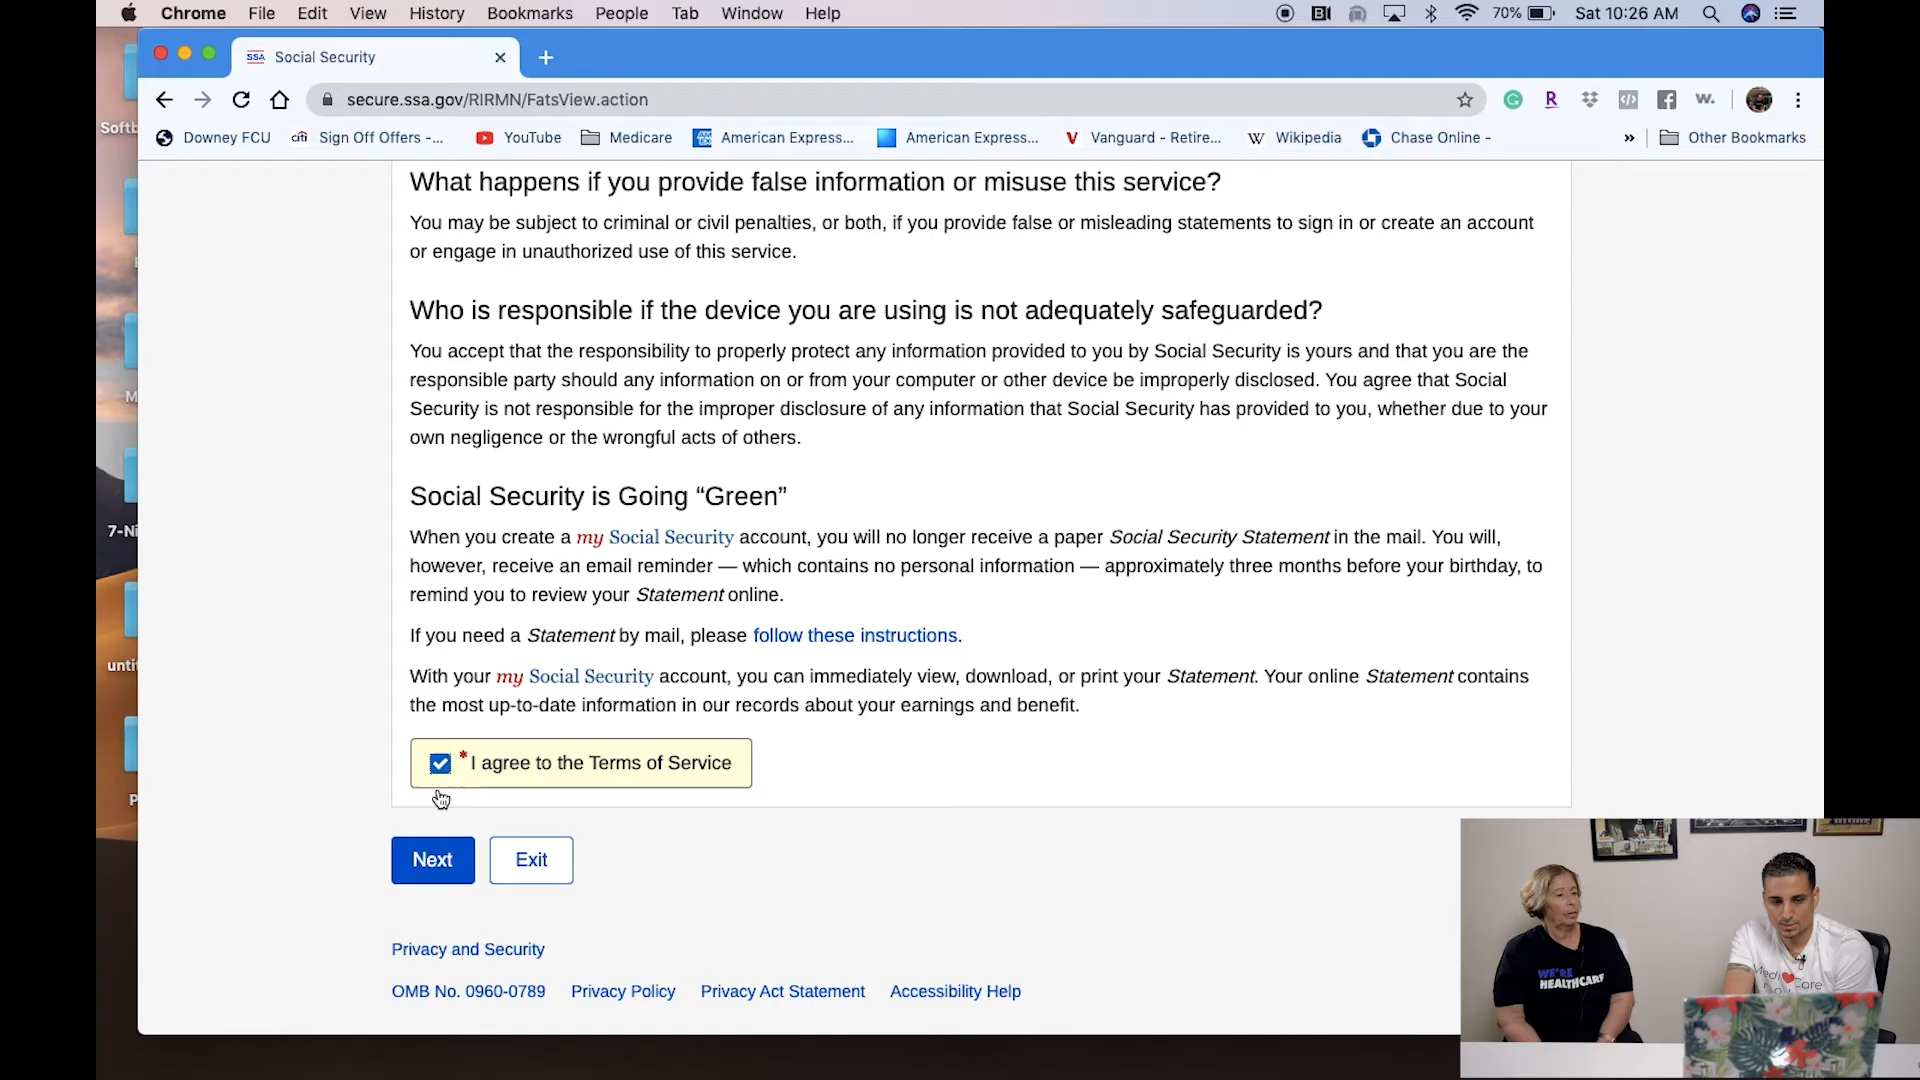 Chrome File Edit View History Bookmarks People Tab Window Help 70% Sat 10:26 AM
SSA Social Security
secure.ssa.gov/RIRMN/FatsView.action
Downey FCU citi Sign Off Offers -... YouTube Medicare American Express... American Express... Vanguard - Retire... Wikipedia Chase Online - » Other Bookmarks
What happens if you provide false information or misuse this service?
You may be subject to criminal or civil penalties, or both, if you provide false or misleading statements to sign in or create an account
or engage in unauthorized use of this service.
Who is responsible if the device you are using is not adequately safeguarded?
You accept that the responsibility to properly protect any information provided to you by Social Security is yours and that you are the
responsible party should any information on or from your computer or other device be improperly disclosed. You agree that Social
Security is not responsible for the improper disclosure of any information that Social Security has provided to you, whether due to your
own negligence or the wrongful acts of others.
Social Security is Going “Green”
When you create a my Social Security account, you will no longer receive a paper Social Security Statement in the mail. You will,
however, receive an email reminder — which contains no personal information — approximately three months before your birthday, to
remind you to review your Statement online.
If you need a Statement by mail, please follow these instructions.
With your my Social Security account, you can immediately view, download, or print your Statement. Your online Statement contains
the most up-to-date information in our records about your earnings and benefit.
* I agree to the Terms of Service
Next Exit
Privacy and Security
OMB No. 0960-0789 Privacy Policy Privacy Act Statement Accessibility Help
WE'RE
HEALTHCARE